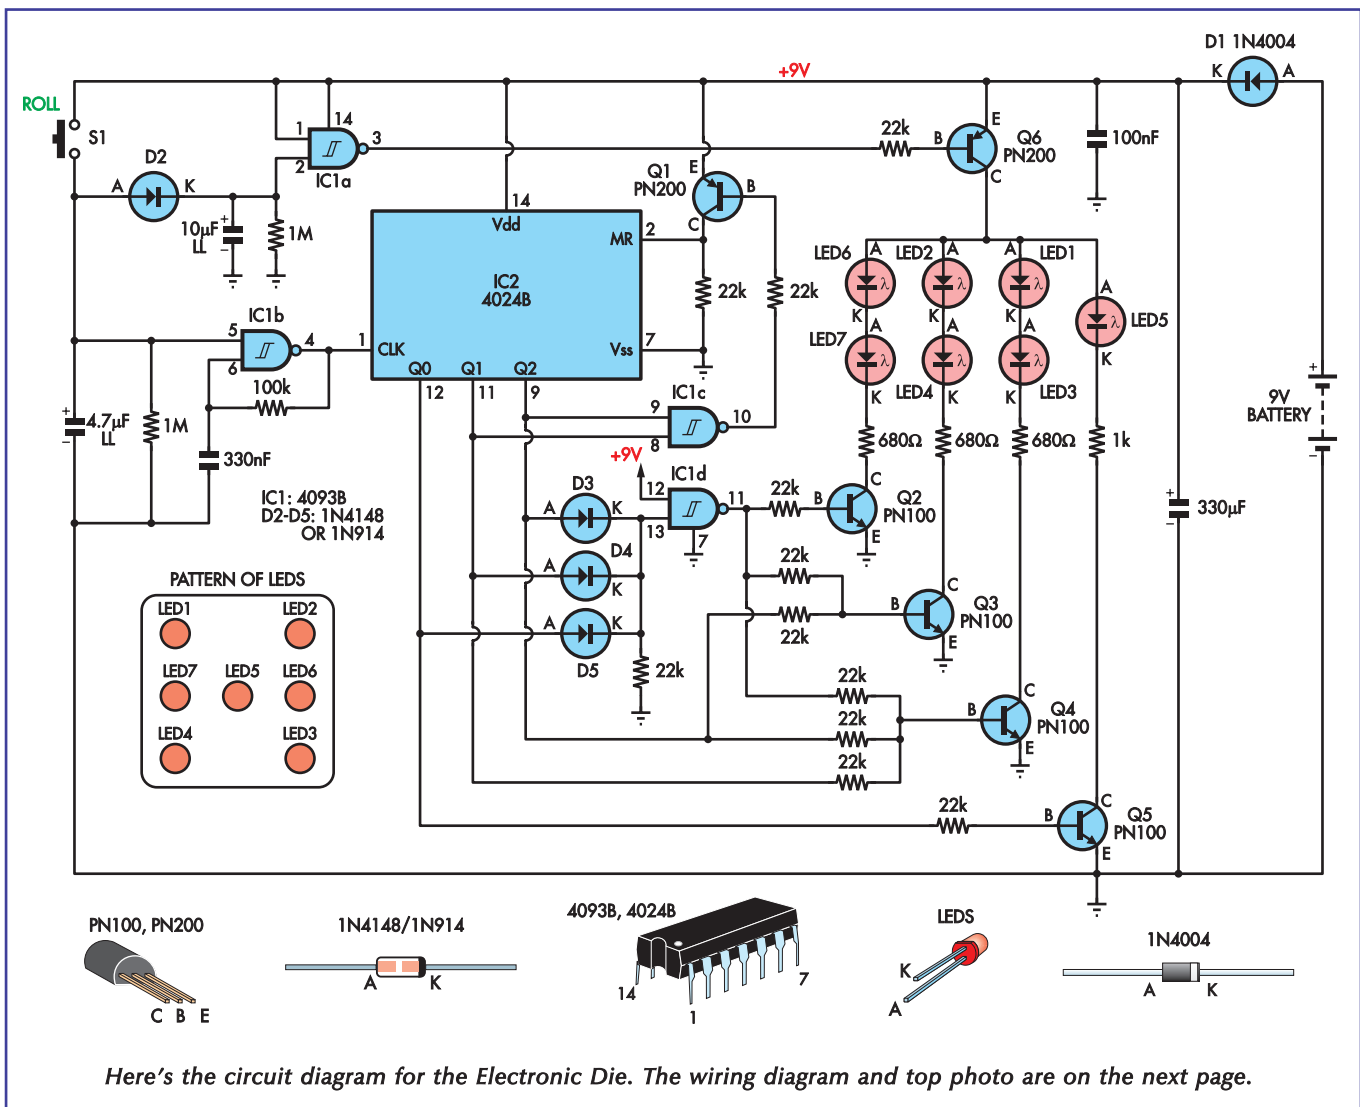 D1 1N4004
K
A
+9V
ROLL
S1
1
14
3
2
IC1a
22k
B
E
Q6
PN200
C
100nF
D2
A
K
10µF
LL
+
–
1M
Q1
PN200
E
B
C
14
Vdd
MR
2
IC2
4024B
22k
22k
LED6
A
LED2
A
A
LED1
λ
λ
λ
K
A
K
A
K
A
A
LED5
λ
K
LED7
λ
LED4
λ
LED3
λ
K
K
K
IC1b
5
4
6
1
CLK
Vss
7
Q0
Q1
Q2
12
11
9
100k
+
4.7µF
LL
–
1M
330nF
IC1c
9
10
8
680Ω
680Ω
680Ω
1k
+
9V
BATTERY
–
+9V
IC1d
12
11
13
7
22k
B
C
Q2
PN100
E
+
330µF
–
IC1: 4093B
D2-D5: 1N4148
OR 1N914
D3
A
K
D4
A
K
A
K
D5
22k
22k
22k
B
C
Q3
PN100
E
PATTERN OF LEDS
LED1
LED2
LED7
LED5
LED6
LED4
LED3
22k
22k
22k
B
C
Q4
PN100
E
22k
B
C
Q5
PN100
E
PN100, PN200
C B E
1N4148/1N914
A
K
4093B, 4024B
14
1
7
LEDS
K
A
1N4004
A
K
Here's the circuit diagram for the Electronic Die. The wiring diagram and top photo are on the next page.